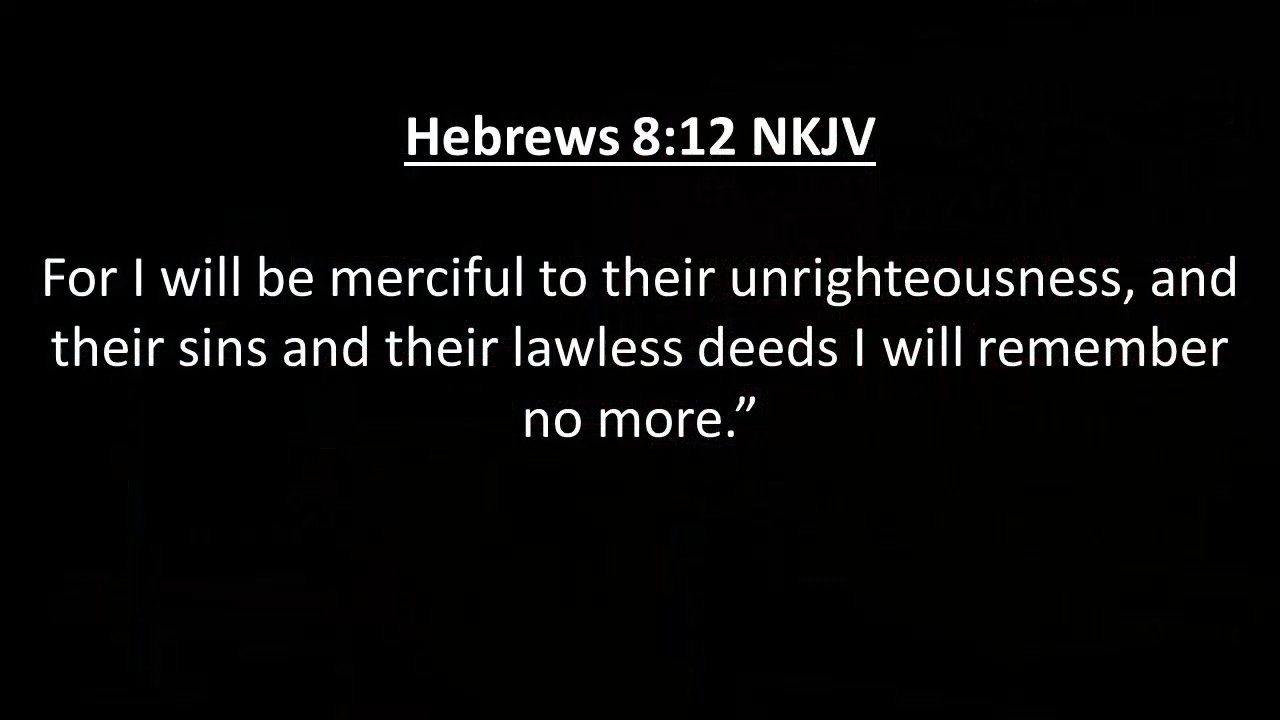 Hebrews 8:12 NKJV
For I will be merciful to their unrighteousness, and
their sins and their lawless deeds I will remember
no more.”